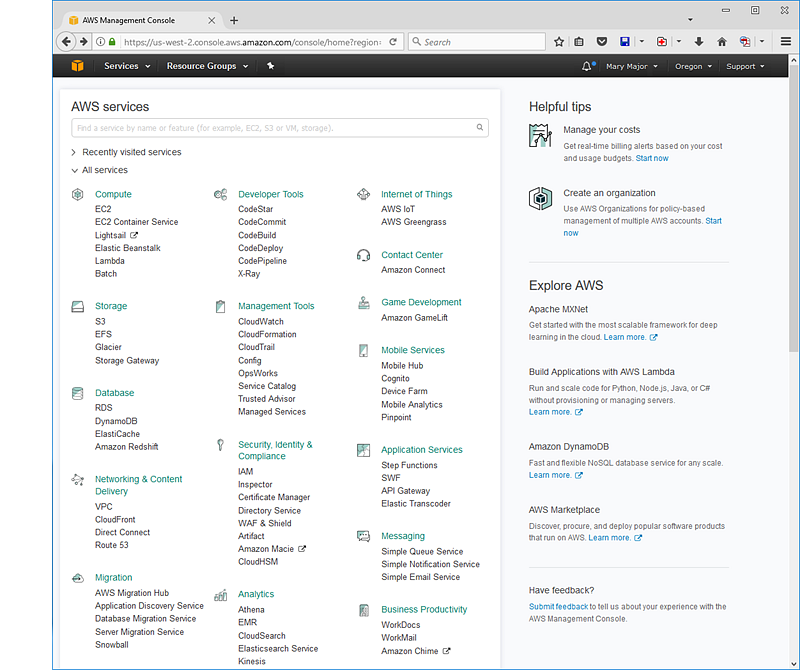 AWS Management Console
https://us-west-2.console.aws.amazon.com/console/home?region=
Search
Services
Resource Groups
Mary Major
Oregon
Support
AWS services
Find a service by name or feature (for example, EC2, S3 or VM, storage).
Recently visited services
All services
Compute
EC2
EC2 Container Service
Lightsail
Elastic Beanstalk
Lambda
Batch
Storage
S3
EFS
Glacier
Storage Gateway
Database
RDS
DynamoDB
ElastiCache
Amazon Redshift
Networking & Content
Delivery
VPC
CloudFront
Direct Connect
Route 53
Migration
AWS Migration Hub
Application Discovery Service
Database Migration Service
Server Migration Service
Snowball
Developer Tools
CodeStar
CodeCommit
CodeBuild
CodeDeploy
CodePipeline
X-Ray
Management Tools
CloudWatch
CloudFormation
CloudTrail
Config
OpsWorks
Service Catalog
Trusted Advisor
Managed Services
Security, Identity &
Compliance
IAM
Inspector
Certificate Manager
Directory Service
WAF & Shield
Artifact
Amazon Macie
CloudHSM
Analytics
Athena
EMR
CloudSearch
Elasticsearch Service
Kinesis
Internet of Things
AWS IoT
AWS Greengrass
Contact Center
Amazon Connect
Game Development
Amazon GameLift
Mobile Services
Mobile Hub
Cognito
Device Farm
Mobile Analytics
Pinpoint
Application Services
Step Functions
SWF
API Gateway
Elastic Transcoder
Messaging
Simple Queue Service
Simple Notification Service
Simple Email Service
Business Productivity
WorkDocs
WorkMail
Amazon Chime
Helpful tips
Manage your costs
Get real-time billing alerts based on your cost
and usage budgets. Start now
Create an organization
Use AWS Organizations for policy-based
management of multiple AWS accounts. Start
now
Explore AWS
Apache MXNet
Get started with the most scalable framework for deep
learning in the cloud. Learn more.
Build Applications with AWS Lambda
Run and scale code for Python, Node.js, Java, or C#
without provisioning or managing servers.
Learn more.
Amazon DynamoDB
Fast and flexible NoSQL database service for any scale.
Learn more.
AWS Marketplace
Discover, procure, and deploy popular software products
that run on AWS. Learn more.
Have feedback?
Submit feedback to tell us about your experience with the
AWS Management Console.